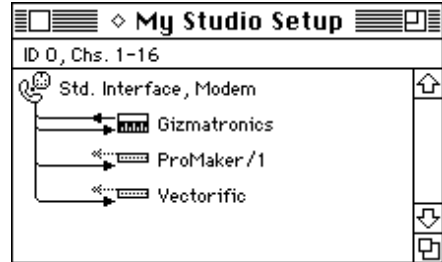 ◇ My Studio Setup
ID 0, Chs. 1-16
Std. Interface, Modem
Gizmatronics
ProMaker/1
Vectorific